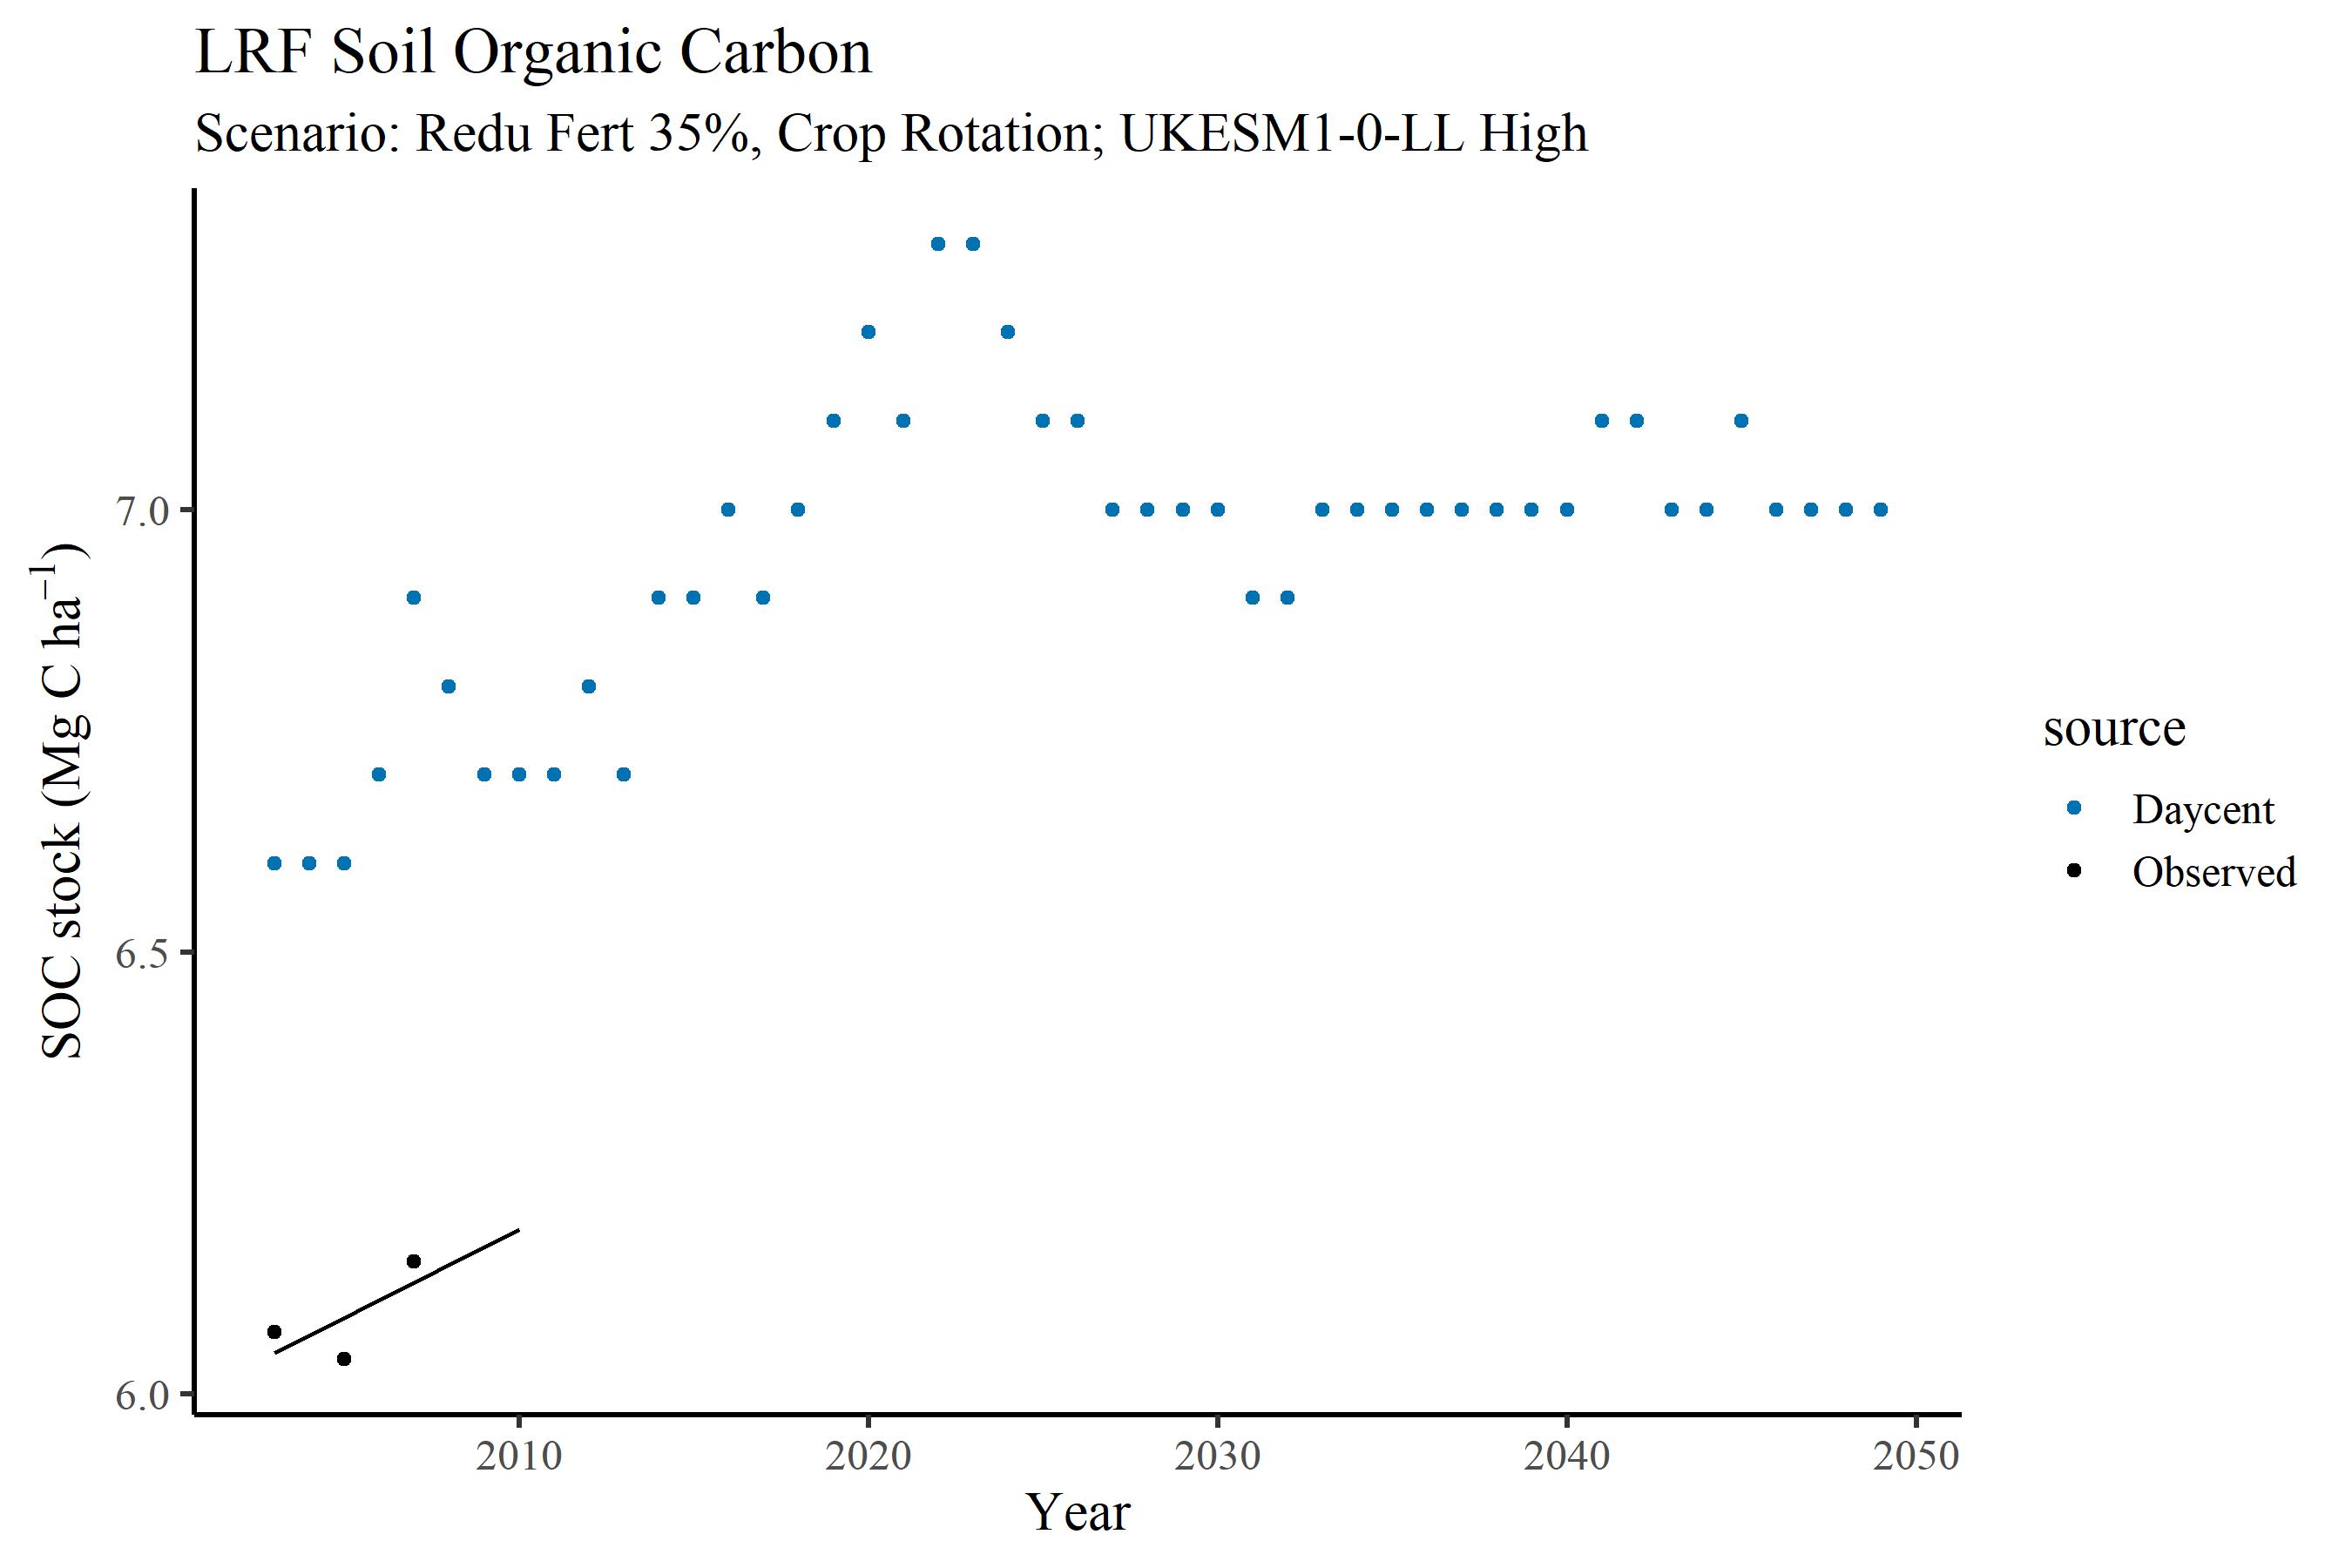 LRF Soil Organic Carbon
Scenario: Redu Fert 35%, Crop Rotation; UKESM1-0-LL High
SOC stock (Mg C ha⁻¹)
7.0
6.5
6.0
2010
2020
2030
2040
2050
Year
source
Daycent
Observed